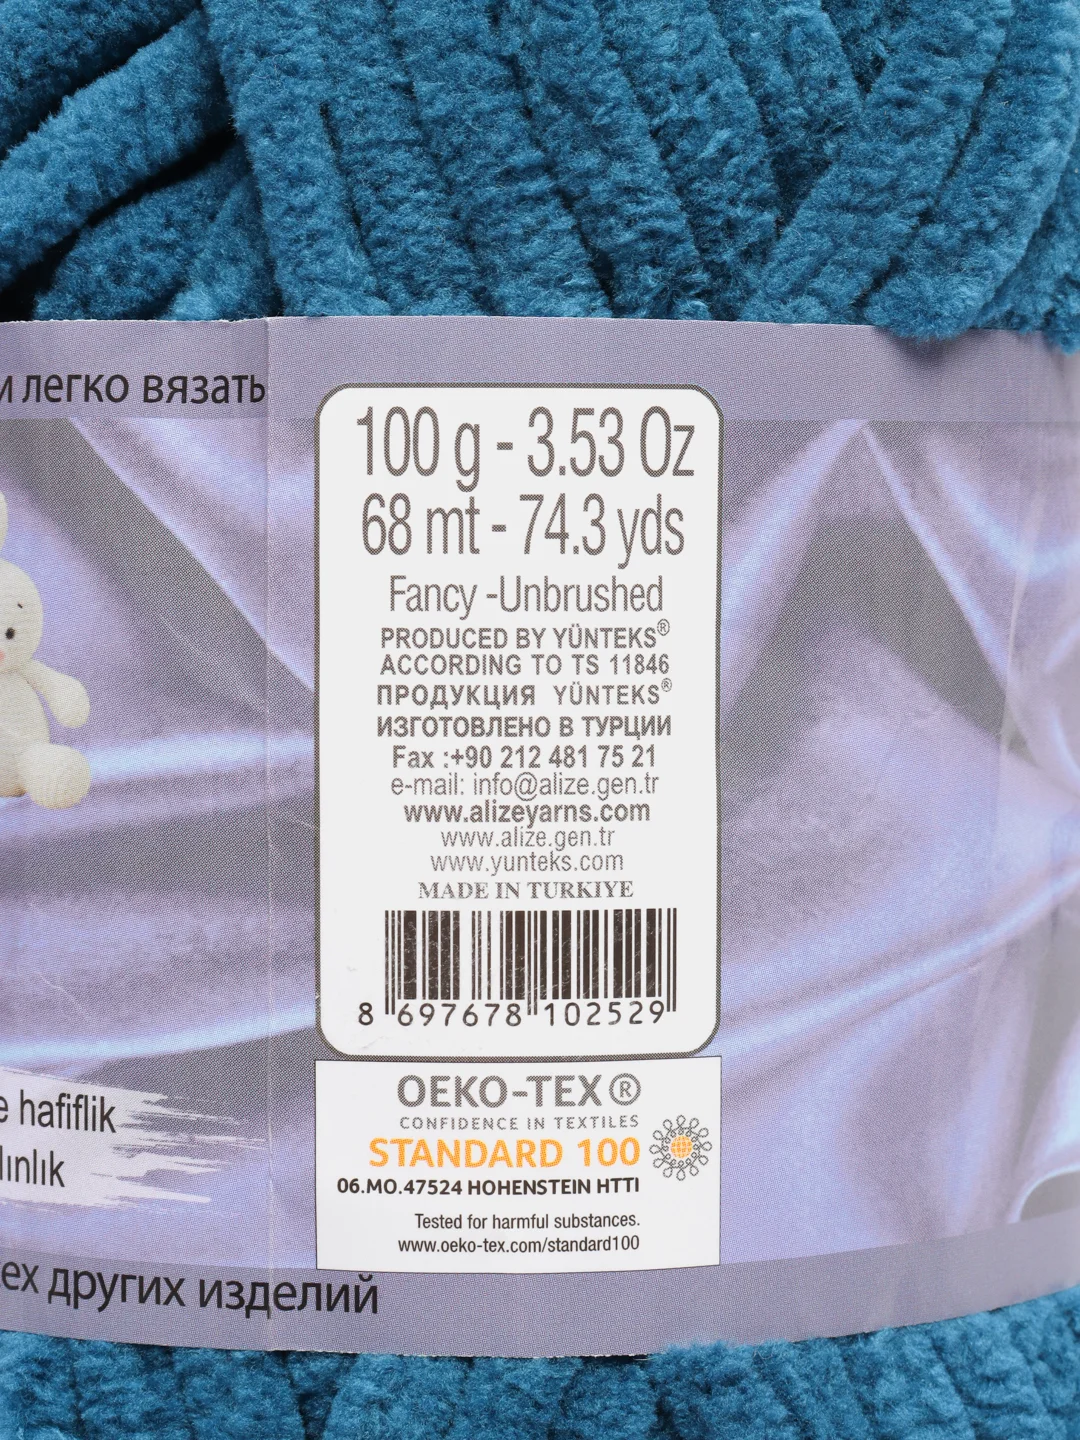 легко вязать
100 g - 3.53 Oz
68 mt - 74.3 yds
Fancy -Unbrushed
PRODUCED BY YÜNTEKS®
ACCORDING TO TS 11846
ПРОДУКЦИЯ YÜNTEKS®
ИЗГОТОВЛЕНО В ТУРЦИИ
Fax :+90 212 481 75 21
e-mail: info@alize.gen.tr
www.alizeyarns.com
www.alize.gen.tr
www.yunteks.com
MADE IN TURKIYE
8 697678 102529
OEKO-TEX®
CONFIDENCE IN TEXTILES
STANDARD 100
06.MO.47524 HOHENSTEIN HTTI
Tested for harmful substances.
www.oeko-tex.com/standard100
hafiflik
других изделий